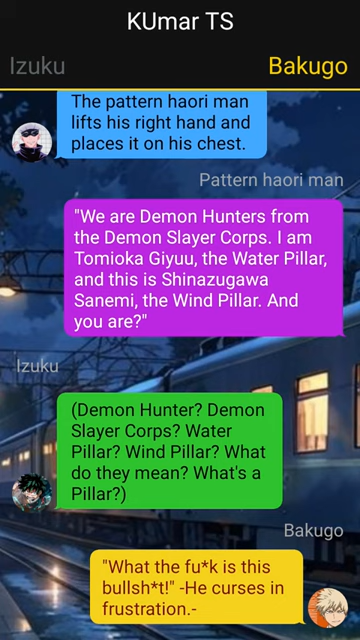 KUmar TS
Izuku
Bakugo
The pattern haori man
lifts his right hand and
places it on his chest.
Pattern haori man
"We are Demon Hunters from
the Demon Slayer Corps. I am
Tomioka Giyuu, the Water Pillar,
and this is Shinazugawa
Sanemi, the Wind Pillar. And
you are?"
Izuku
(Demon Hunter? Demon
Slayer Corps? Water
Pillar? Wind Pillar? What
do they mean? What's a
Pillar?)
Bakugo
"What the fu*k is this
bullsh*t!" -He curses in
frustration.-